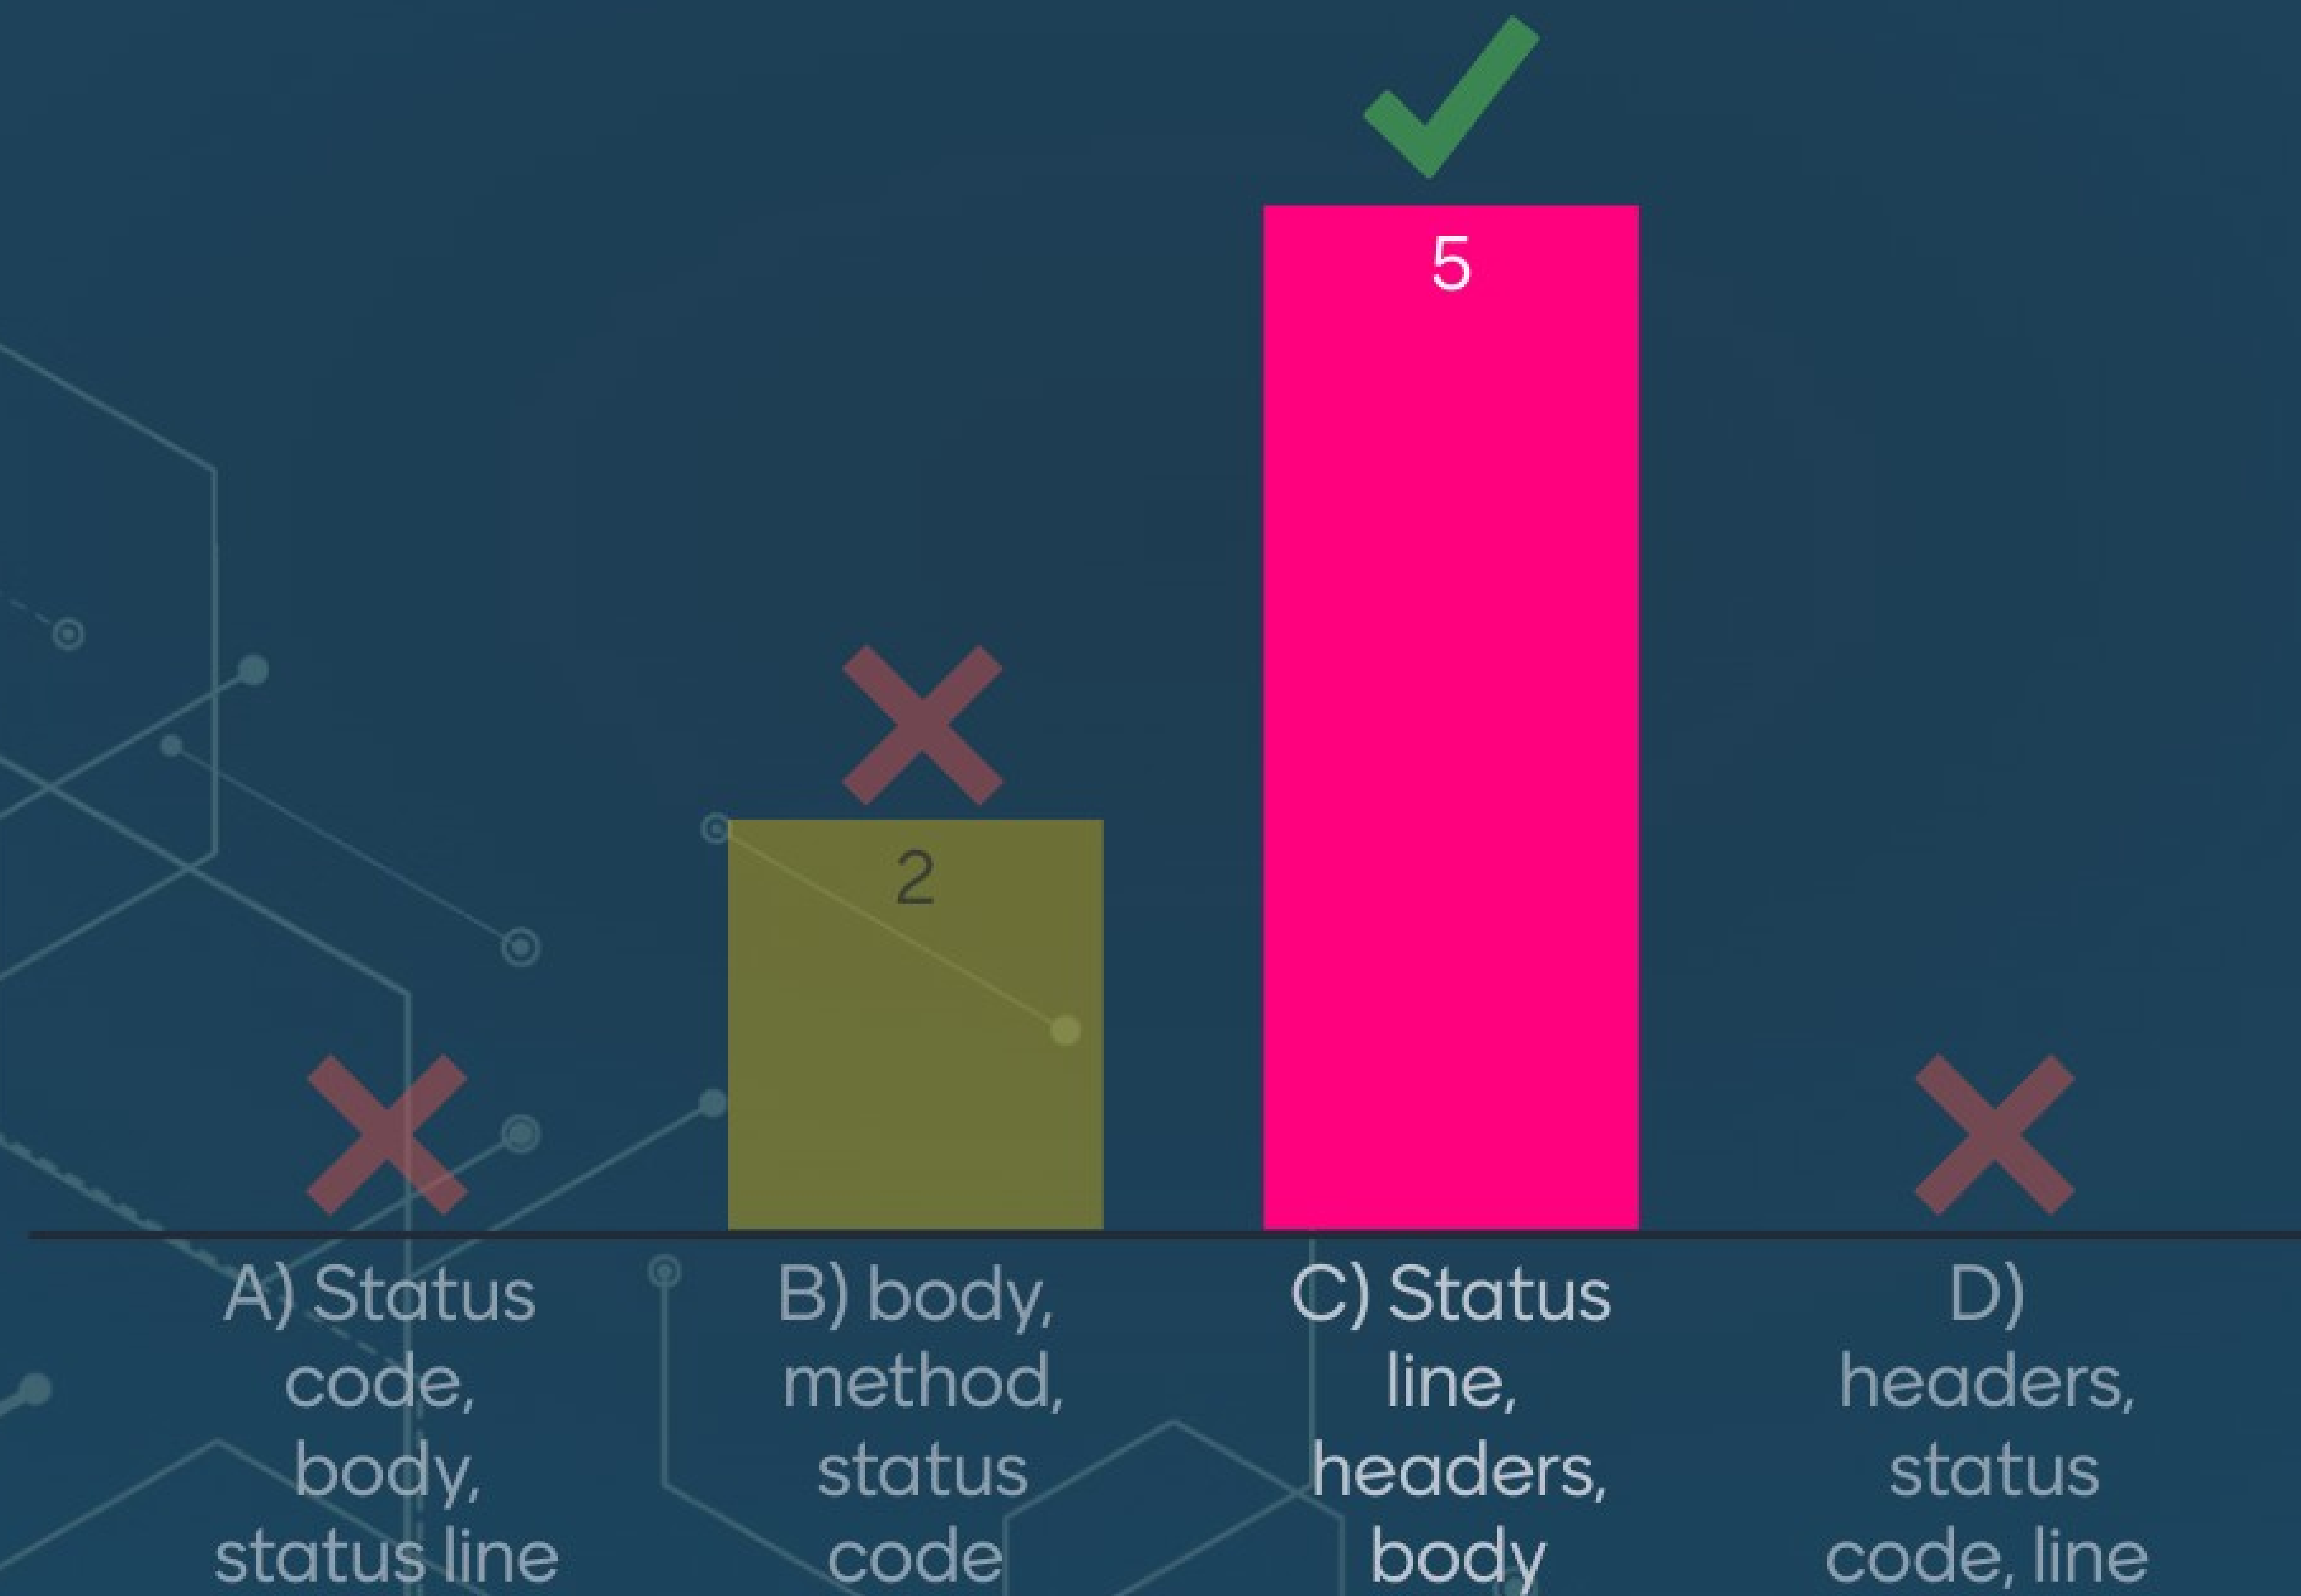 5
2
A) Status
code,
body,
status line
B) body,
method,
status
code
C) Status
line,
headers,
body
D)
headers,
status
code, line